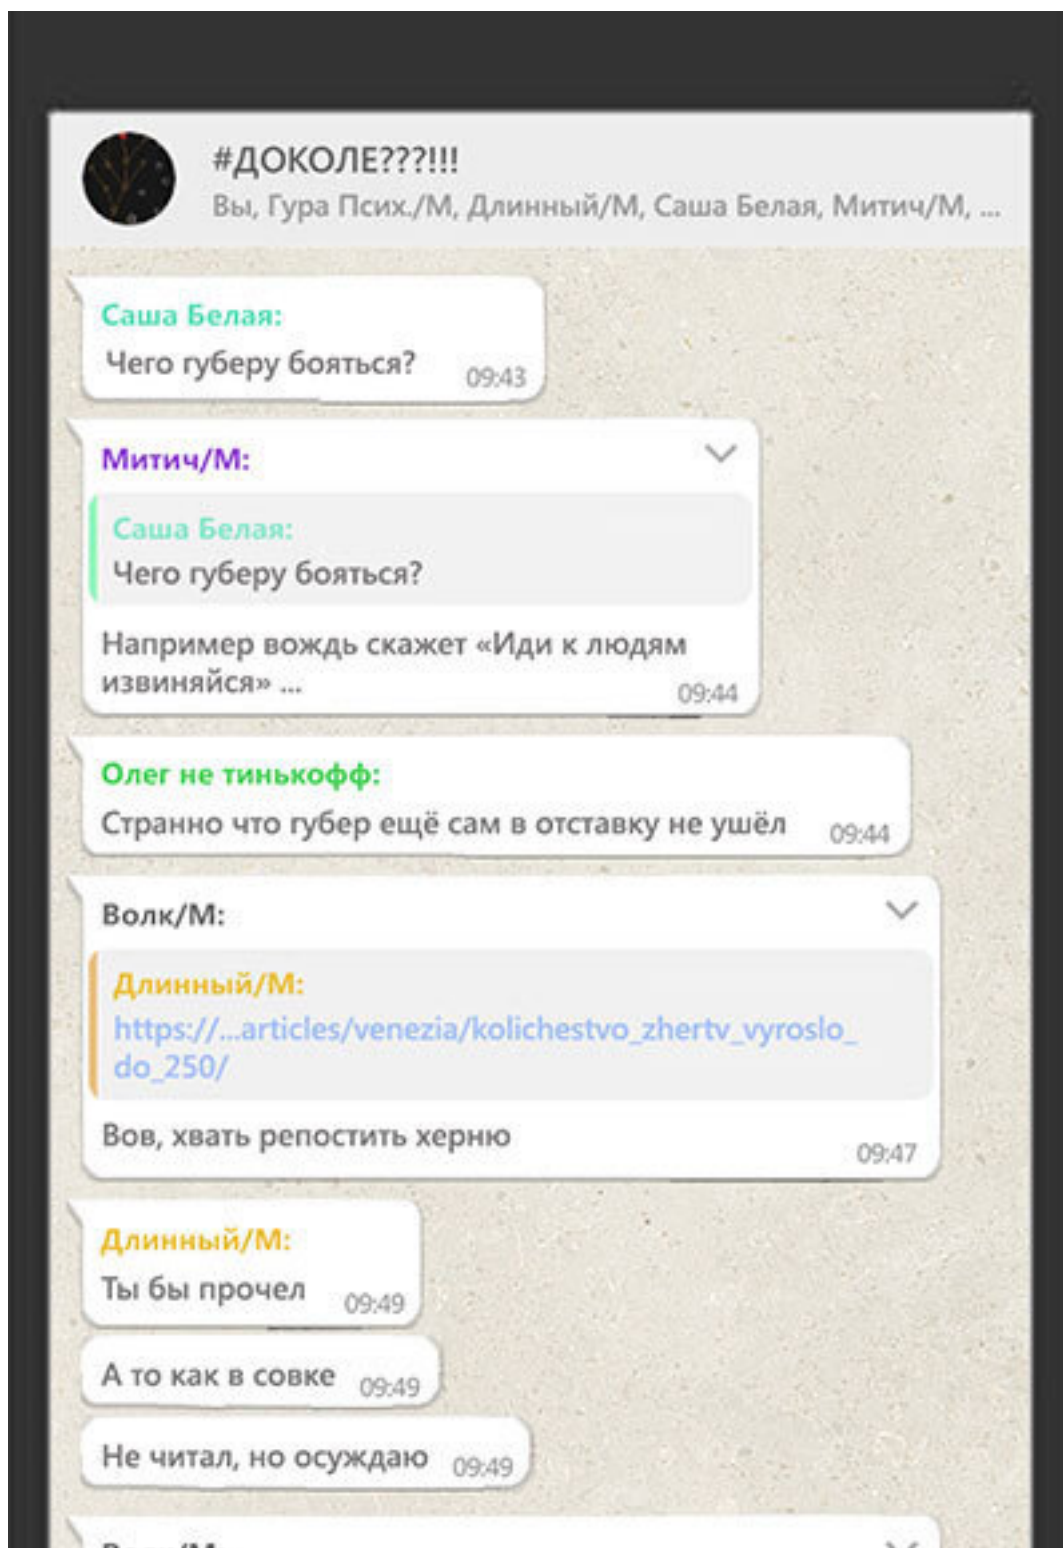 #ДОКОЛЕ???!!!
Вы, Гура Псих./М, Длинный/М, Саша Белая, Митич/М, ...
Саша Белая:
Чего губеру бояться?
09:43
Митич/М:
Саша Белая:
Чего губеру бояться?
Например вождь скажет «Иди к людям
извиняйся» ...
09:44
Олег не тинькофф:
Странно что губер ещё сам в отставку не ушёл
09:44
Волк/М:
Длинный/М:
https://...articles/venezia/kolichestvo_zhertv_vyroslo_
do_250/
Вов, хвать репостить херню
09:47
Длинный/М:
Ты бы прочел
09:49
А то как в совке
09:49
Не читал, но осуждаю
09:49